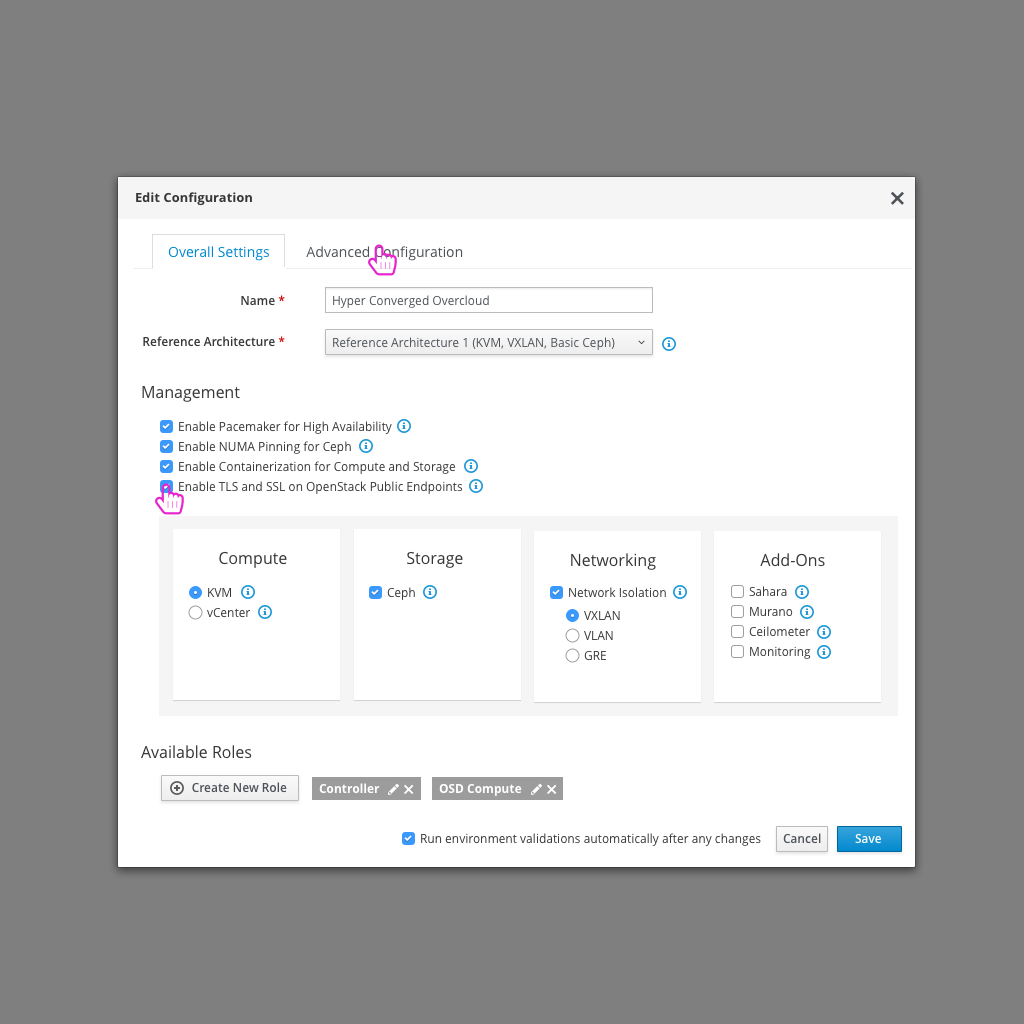 Edit Configuration
Overall Settings
Advanced Configuration
Name *
Hyper Converged Overcloud
Reference Architecture *
Reference Architecture 1 (KVM, VXLAN, Basic Ceph)
Management
Enable Pacemaker for High Availability
Enable NUMA Pinning for Ceph
Enable Containerization for Compute and Storage
Enable TLS and SSL on OpenStack Public Endpoints
Compute
KVM
vCenter
Storage
Ceph
Networking
Network Isolation
VXLAN
VLAN
GRE
Add-Ons
Sahara
Murano
Ceilometer
Monitoring
Available Roles
Create New Role
Controller
OSD Compute
Run environment validations automatically after any changes
Cancel
Save